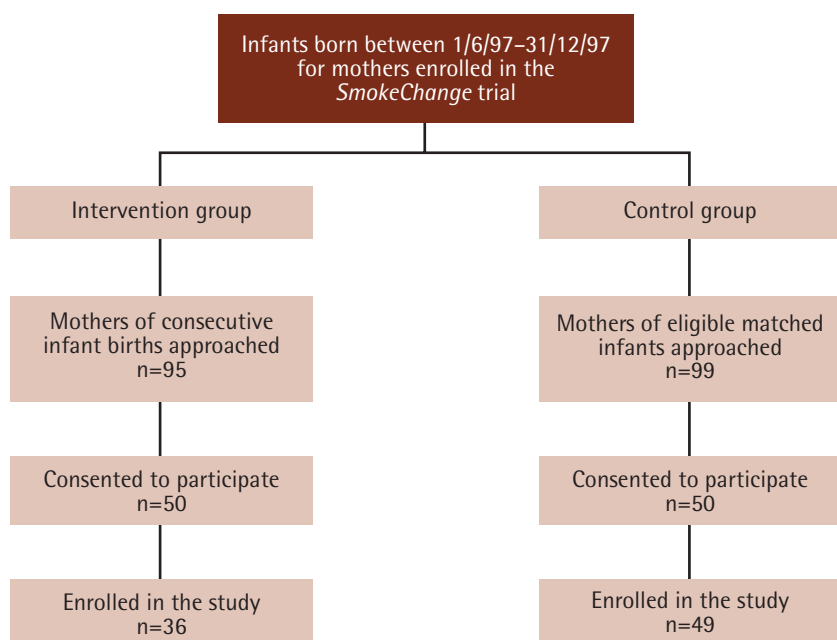 Infants born between 1/6/97–31/12/97
for mothers enrolled in the
SmokeChange trial
Intervention group
Control group
Mothers of consecutive
infant births approached
n=95
Mothers of eligible matched
infants approached
n=99
Consented to participate
n=50
Consented to participate
n=50
Enrolled in the study
n=36
Enrolled in the study
n=49